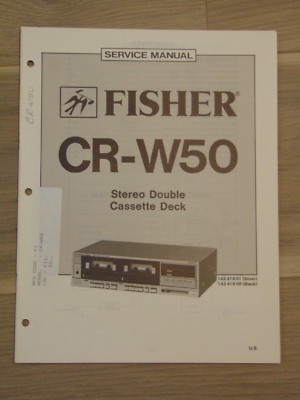 SERVICE MANUAL
FISHER®
CR-W50
Stereo Double
Cassette Deck
U.S.